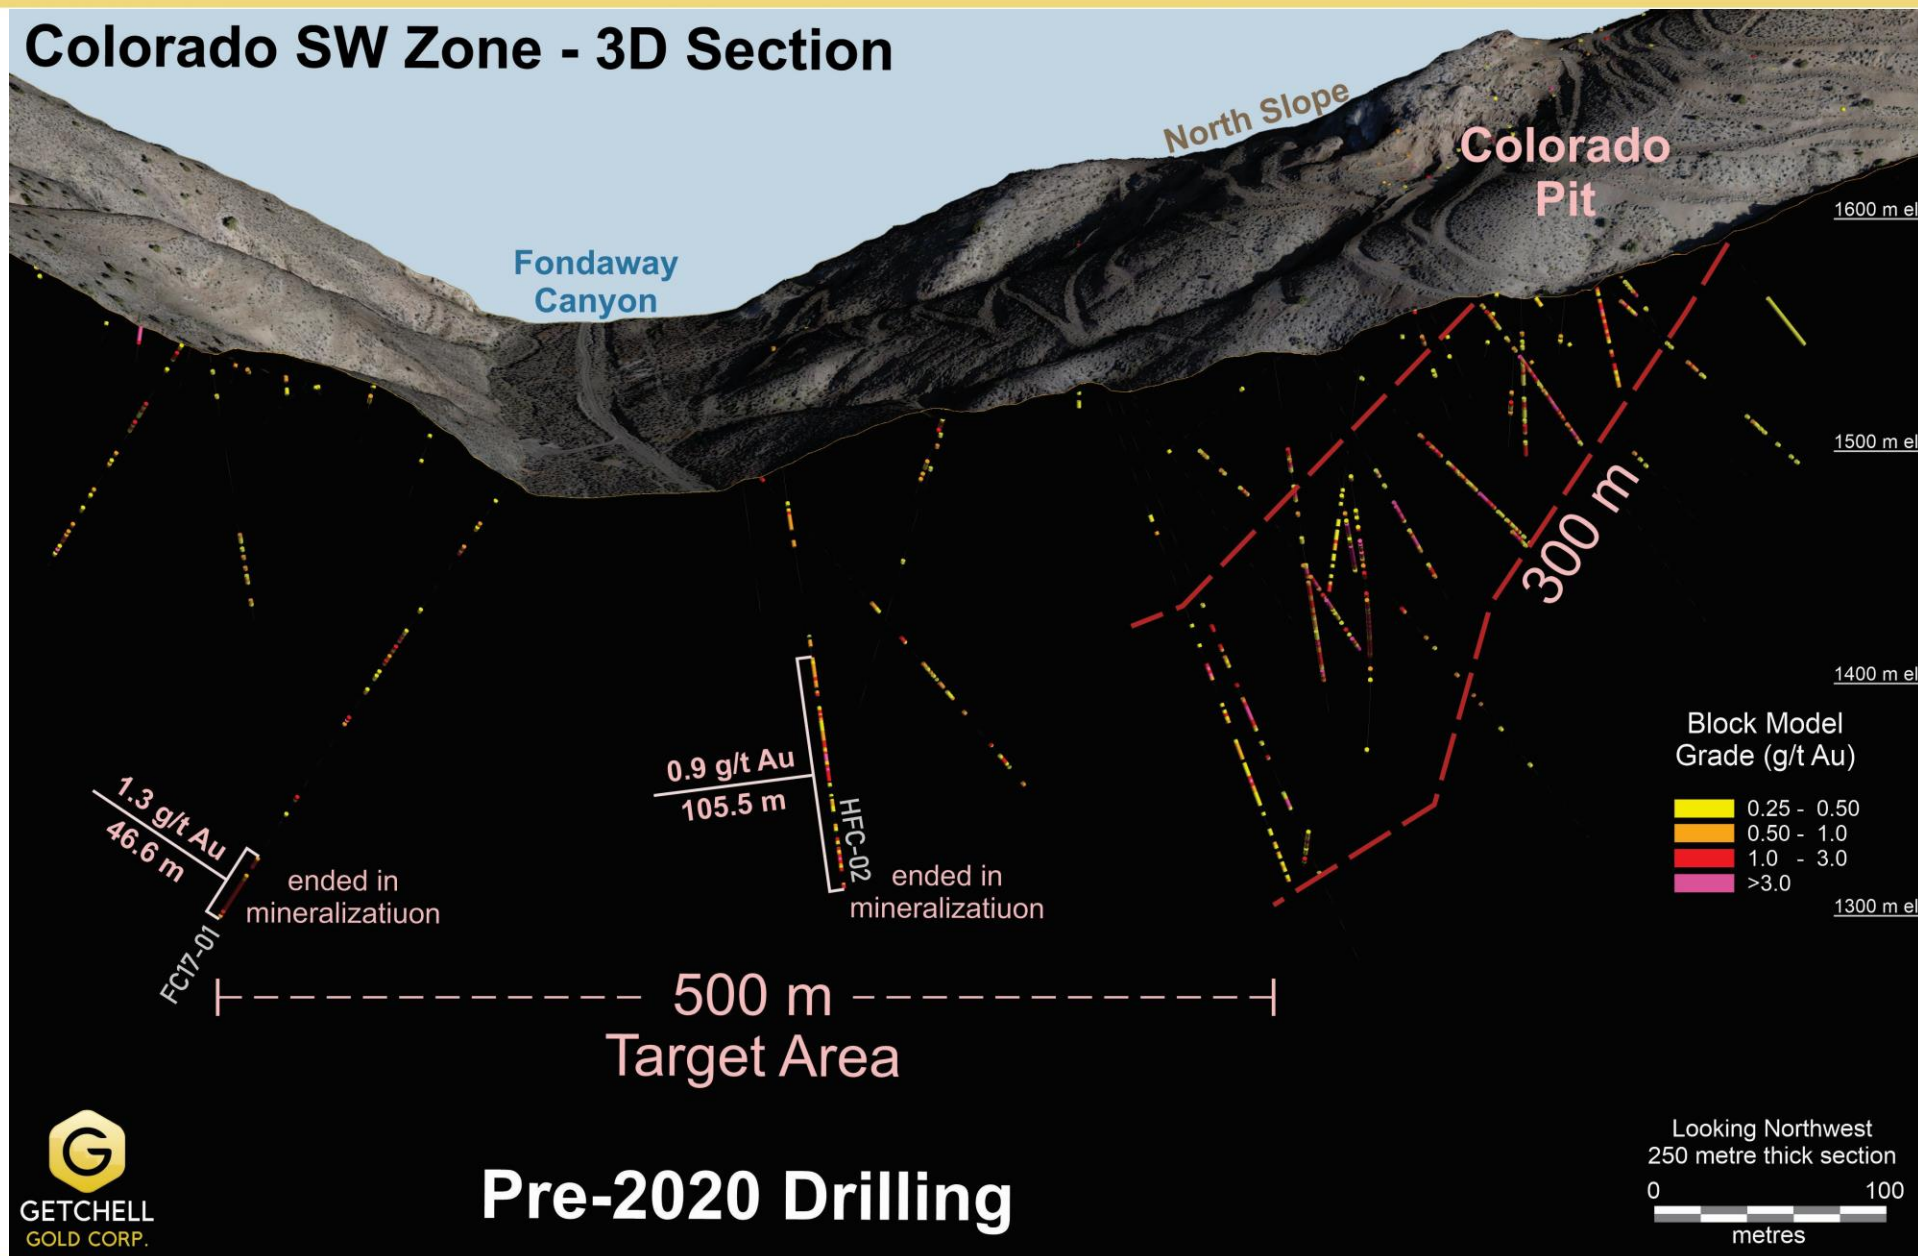 Colorado SW Zone - 3D Section
North Slope
Colorado
Pit
Fondaway
Canyon
1600 m el
1500 m el
300 m
1400 m el
Block Model
Grade (g/t Au)
0.25 - 0.50
0.50 - 1.0
1.0 - 3.0
>3.0
1300 m el
1.3 g/t Au
46.6 m
ended in
mineralizatiuon
FC17-01
0.9 g/t Au
105.5 m
HFC-02
ended in
mineralizatiuon
500 m
Target Area
G
GETCHELL
GOLD CORP.
Pre-2020 Drilling
Looking Northwest
250 metre thick section
0 100
metres